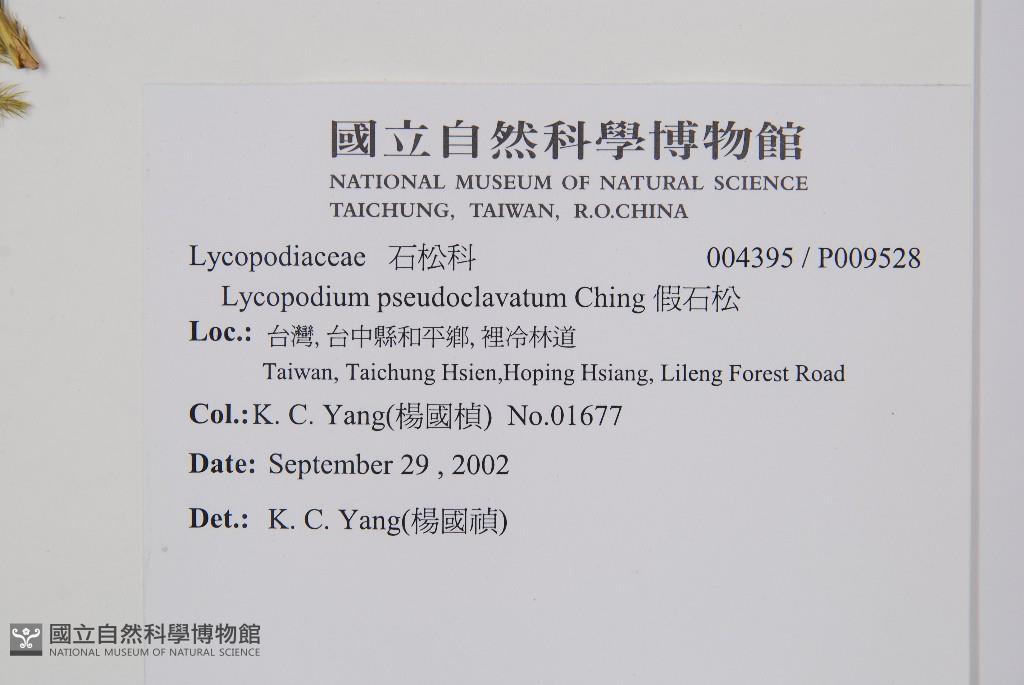 國立自然科學博物館
NATIONAL MUSEUM OF NATURAL SCIENCE
TAICHUNG, TAIWAN, R.O.CHINA
Lycopodiaceae 石松科 004395 / P009528
Lycopodium pseudoclavatum Ching 假石松
Loc.: 台灣, 台中縣和平鄉, 裡冷林道
Taiwan, Taichung Hsien,Hoping Hsiang, Lileng Forest Road
Col.:K. C. Yang(楊國楨) No.01677
Date: September 29 , 2002
Det.: K. C. Yang(楊國禎)
國立自然科學博物館
NATIONAL MUSEUM OF NATURAL SCIENCE